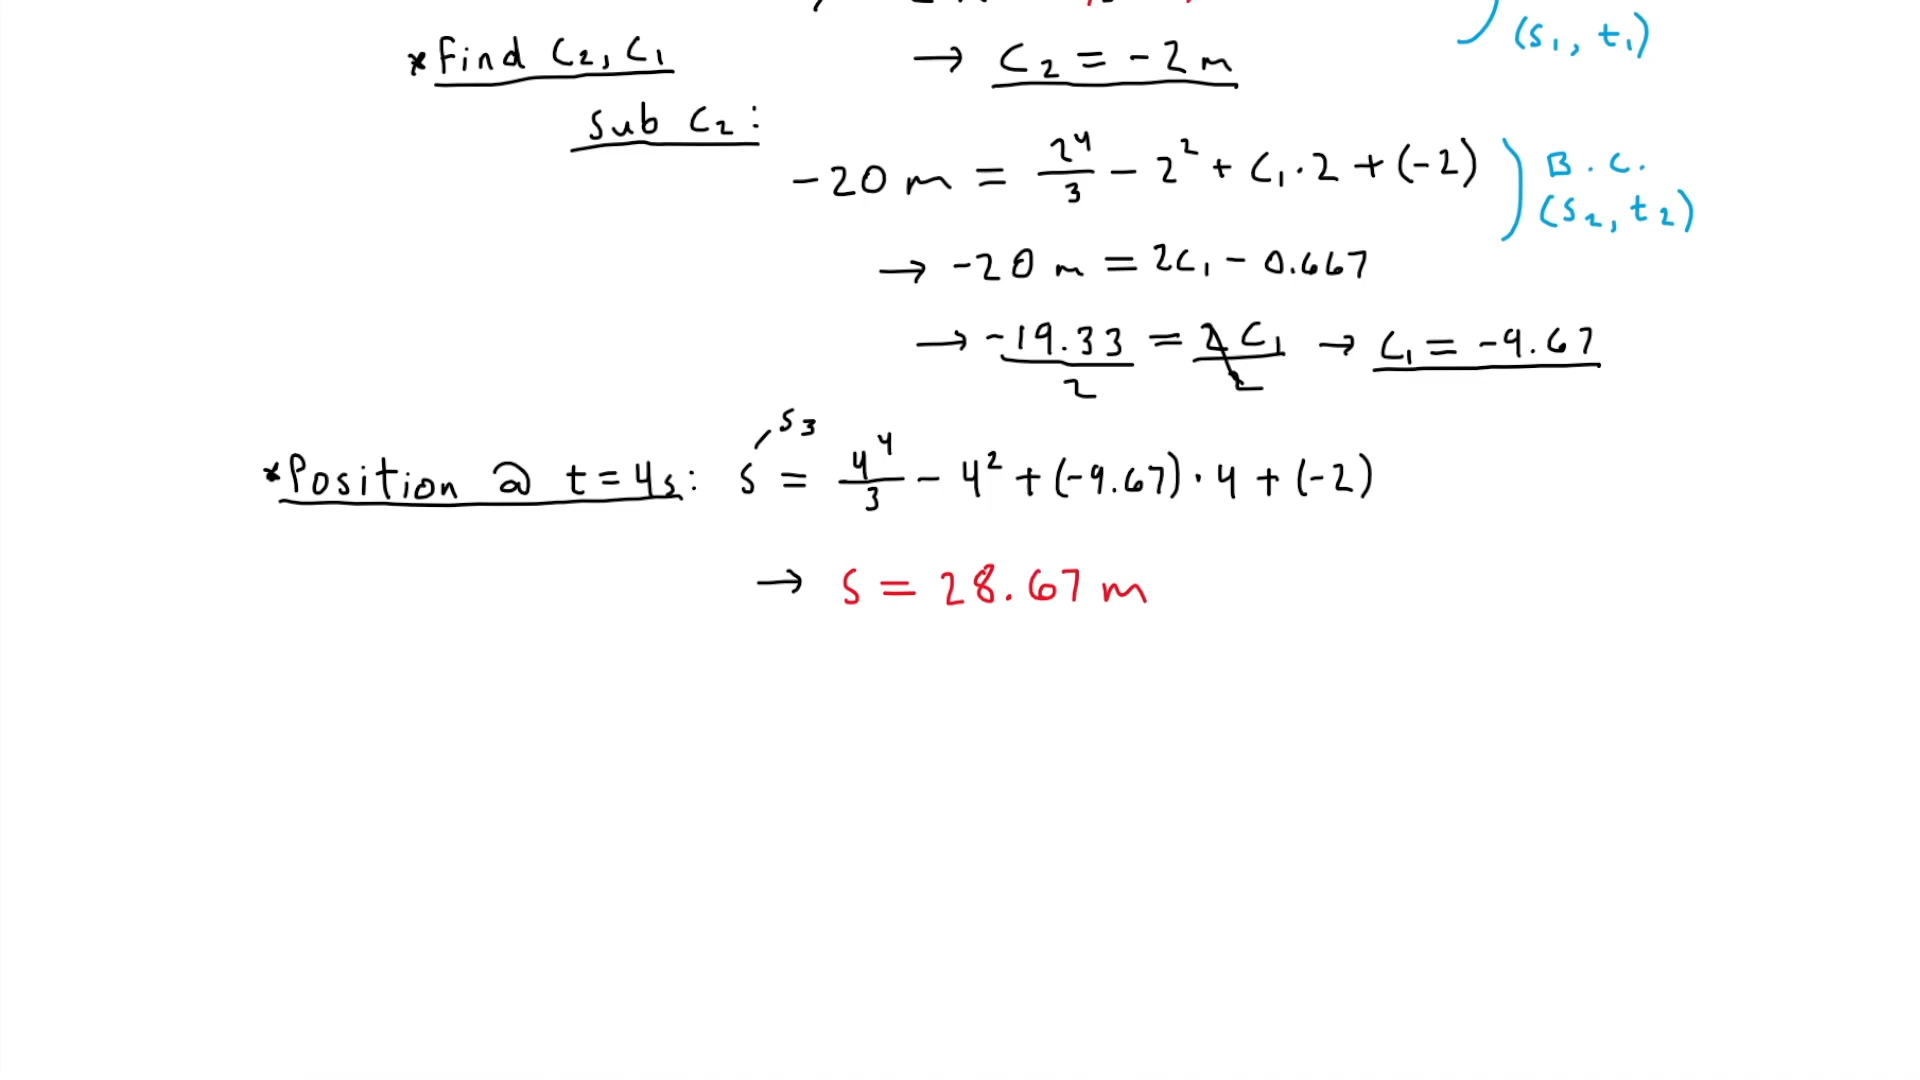 *Find C₂, C₁ → C₂ = -2 m (s₁, t₁)
Sub C₂:
-20 m = 2⁴/3 - 2² + C₁·2 + (-2) B.C.
(s₂, t₂)
→ -20 m = 2C₁ - 0.667
→ -19.33/2 = 2C₁/2 → C₁ = -9.67
s₃
*Position @ t = 4s: s = 4⁴/3 - 4² + (-9.67)·4 + (-2)
→ s = 28.67 m